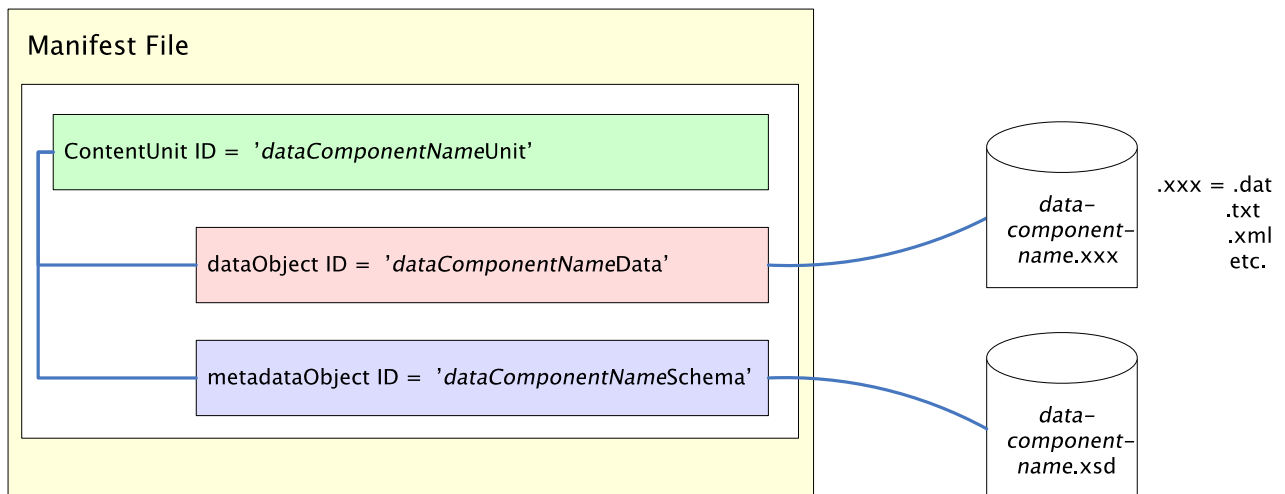 Manifest File
ContentUnit ID = ’dataComponentNameUnit’
dataObject ID = ’dataComponentNameData’
metadataObject ID = ’dataComponentNameSchema’
data-
component-
name.xxx
.xxx = .dat
.txt
.xml
etc.
data-
component-
name.xsd